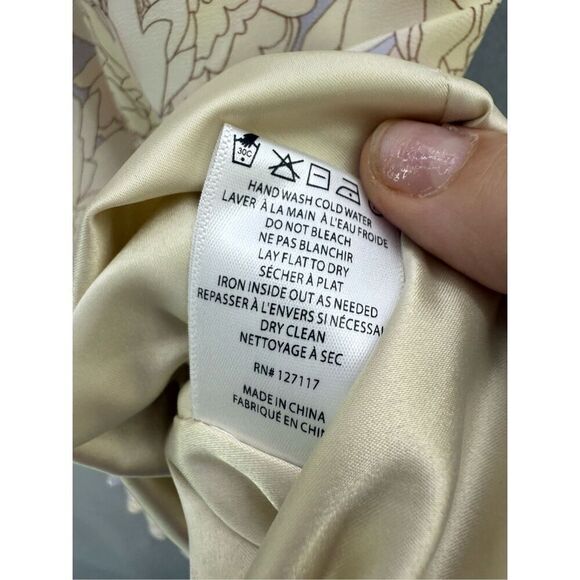 30C
HAND WASH COLD WATER
LAVER À LA MAIN À L'EAU FROIDE
DO NOT BLEACH
NE PAS BLANCHIR
LAY FLAT TO DRY
SÉCHER À PLAT
IRON INSIDE OUT AS NEEDED
REPASSER À L'ENVERS SI NÉCESSA
DRY CLEAN
NETTOYAGE À SEC
RN# 127117
MADE IN CHINA
FABRIQUÉ EN CHIN